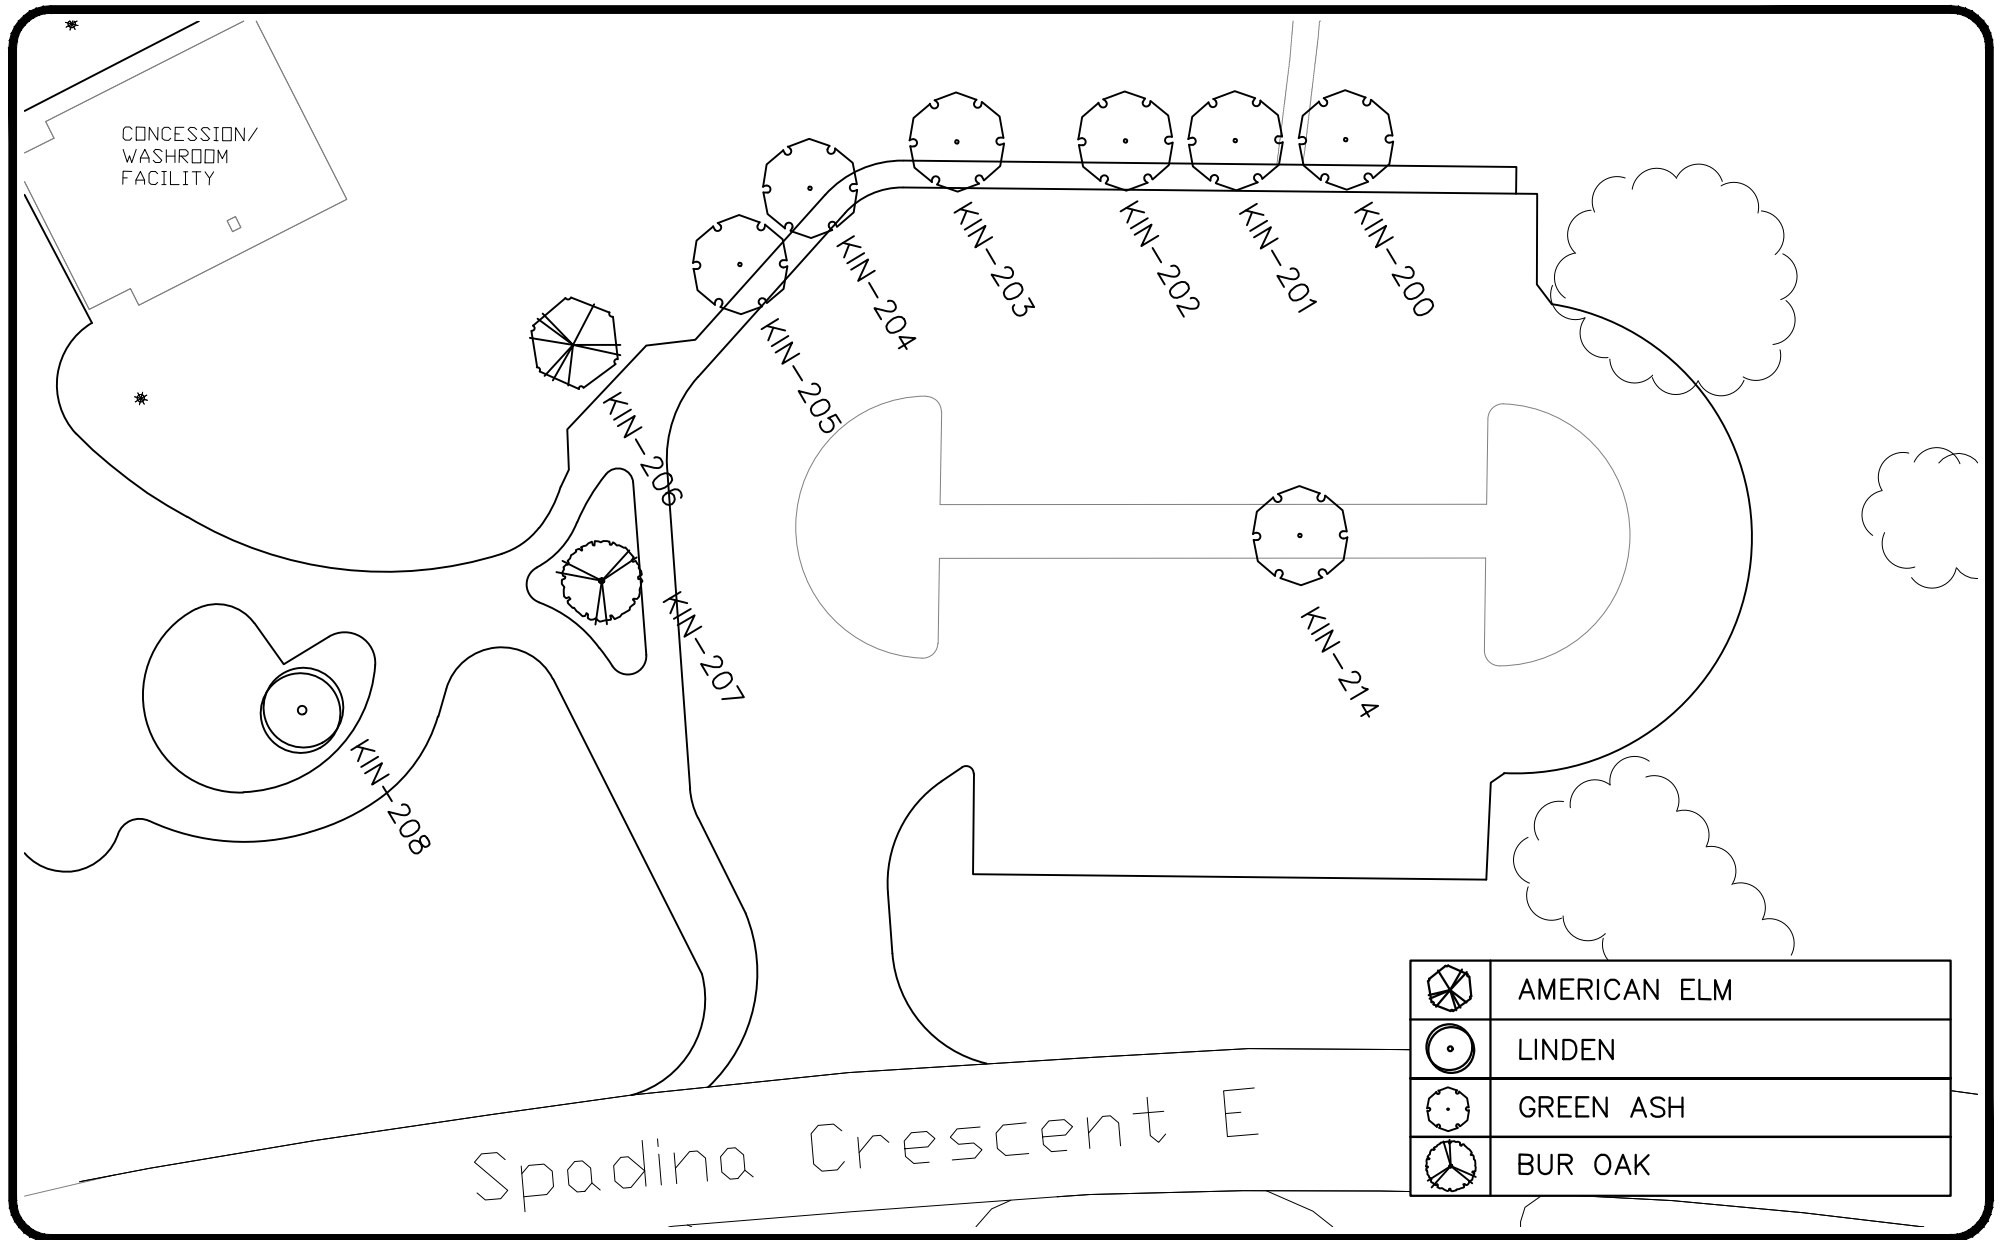 CONCESSION/
WASHROOM
FACILITY
KIN-203
KIN-202
KIN-201
KIN-200
KIN-204
KIN-205
KIN-206
KIN-207
KIN-214
KIN-208
AMERICAN ELM
LINDEN
GREEN ASH
BUR OAK
Spadina Crescent E